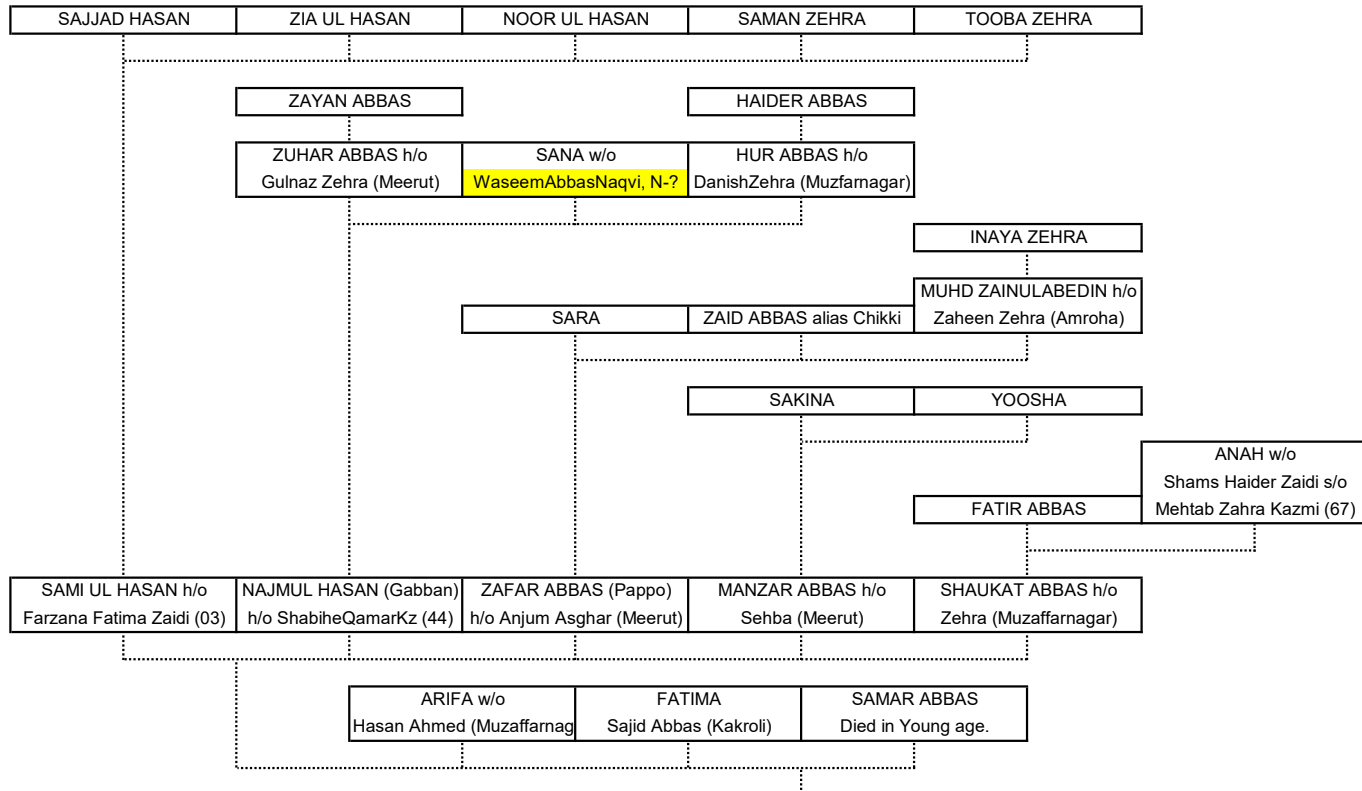 SAJJAD HASAN
ZIA UL HASAN
NOOR UL HASAN
SAMAN ZEHRA
TOOBA ZEHRA
ZAYAN ABBAS
HAIDER ABBAS
ZUHAR ABBAS h/o
Gulnaz Zehra (Meerut)
SANA w/o
WaseemAbbasNaqvi, N-?
HUR ABBAS h/o
DanishZehra (Muzfarnagar)
INAYA ZEHRA
SARA
ZAID ABBAS alias Chikki
MUHD ZAINULABEDIN h/o
Zaheen Zehra (Amroha)
SAKINA
YOOSHA
FATIR ABBAS
ANAH w/o
Shams Haider Zaidi s/o
Mehtab Zahra Kazmi (67)
SAMI UL HASAN h/o
Farzana Fatima Zaidi (03)
NAJMUL HASAN (Gabban)
h/o ShabiheQamarKz (44)
ZAFAR ABBAS (Pappo)
h/o Anjum Asghar (Meerut)
MANZAR ABBAS h/o
Sehba (Meerut)
SHAUKAT ABBAS h/o
Zehra (Muzaffarnagar)
ARIFA w/o
Hasan Ahmed (Muzaffarnag
FATIMA
Sajid Abbas (Kakroli)
SAMAR ABBAS
Died in Young age.